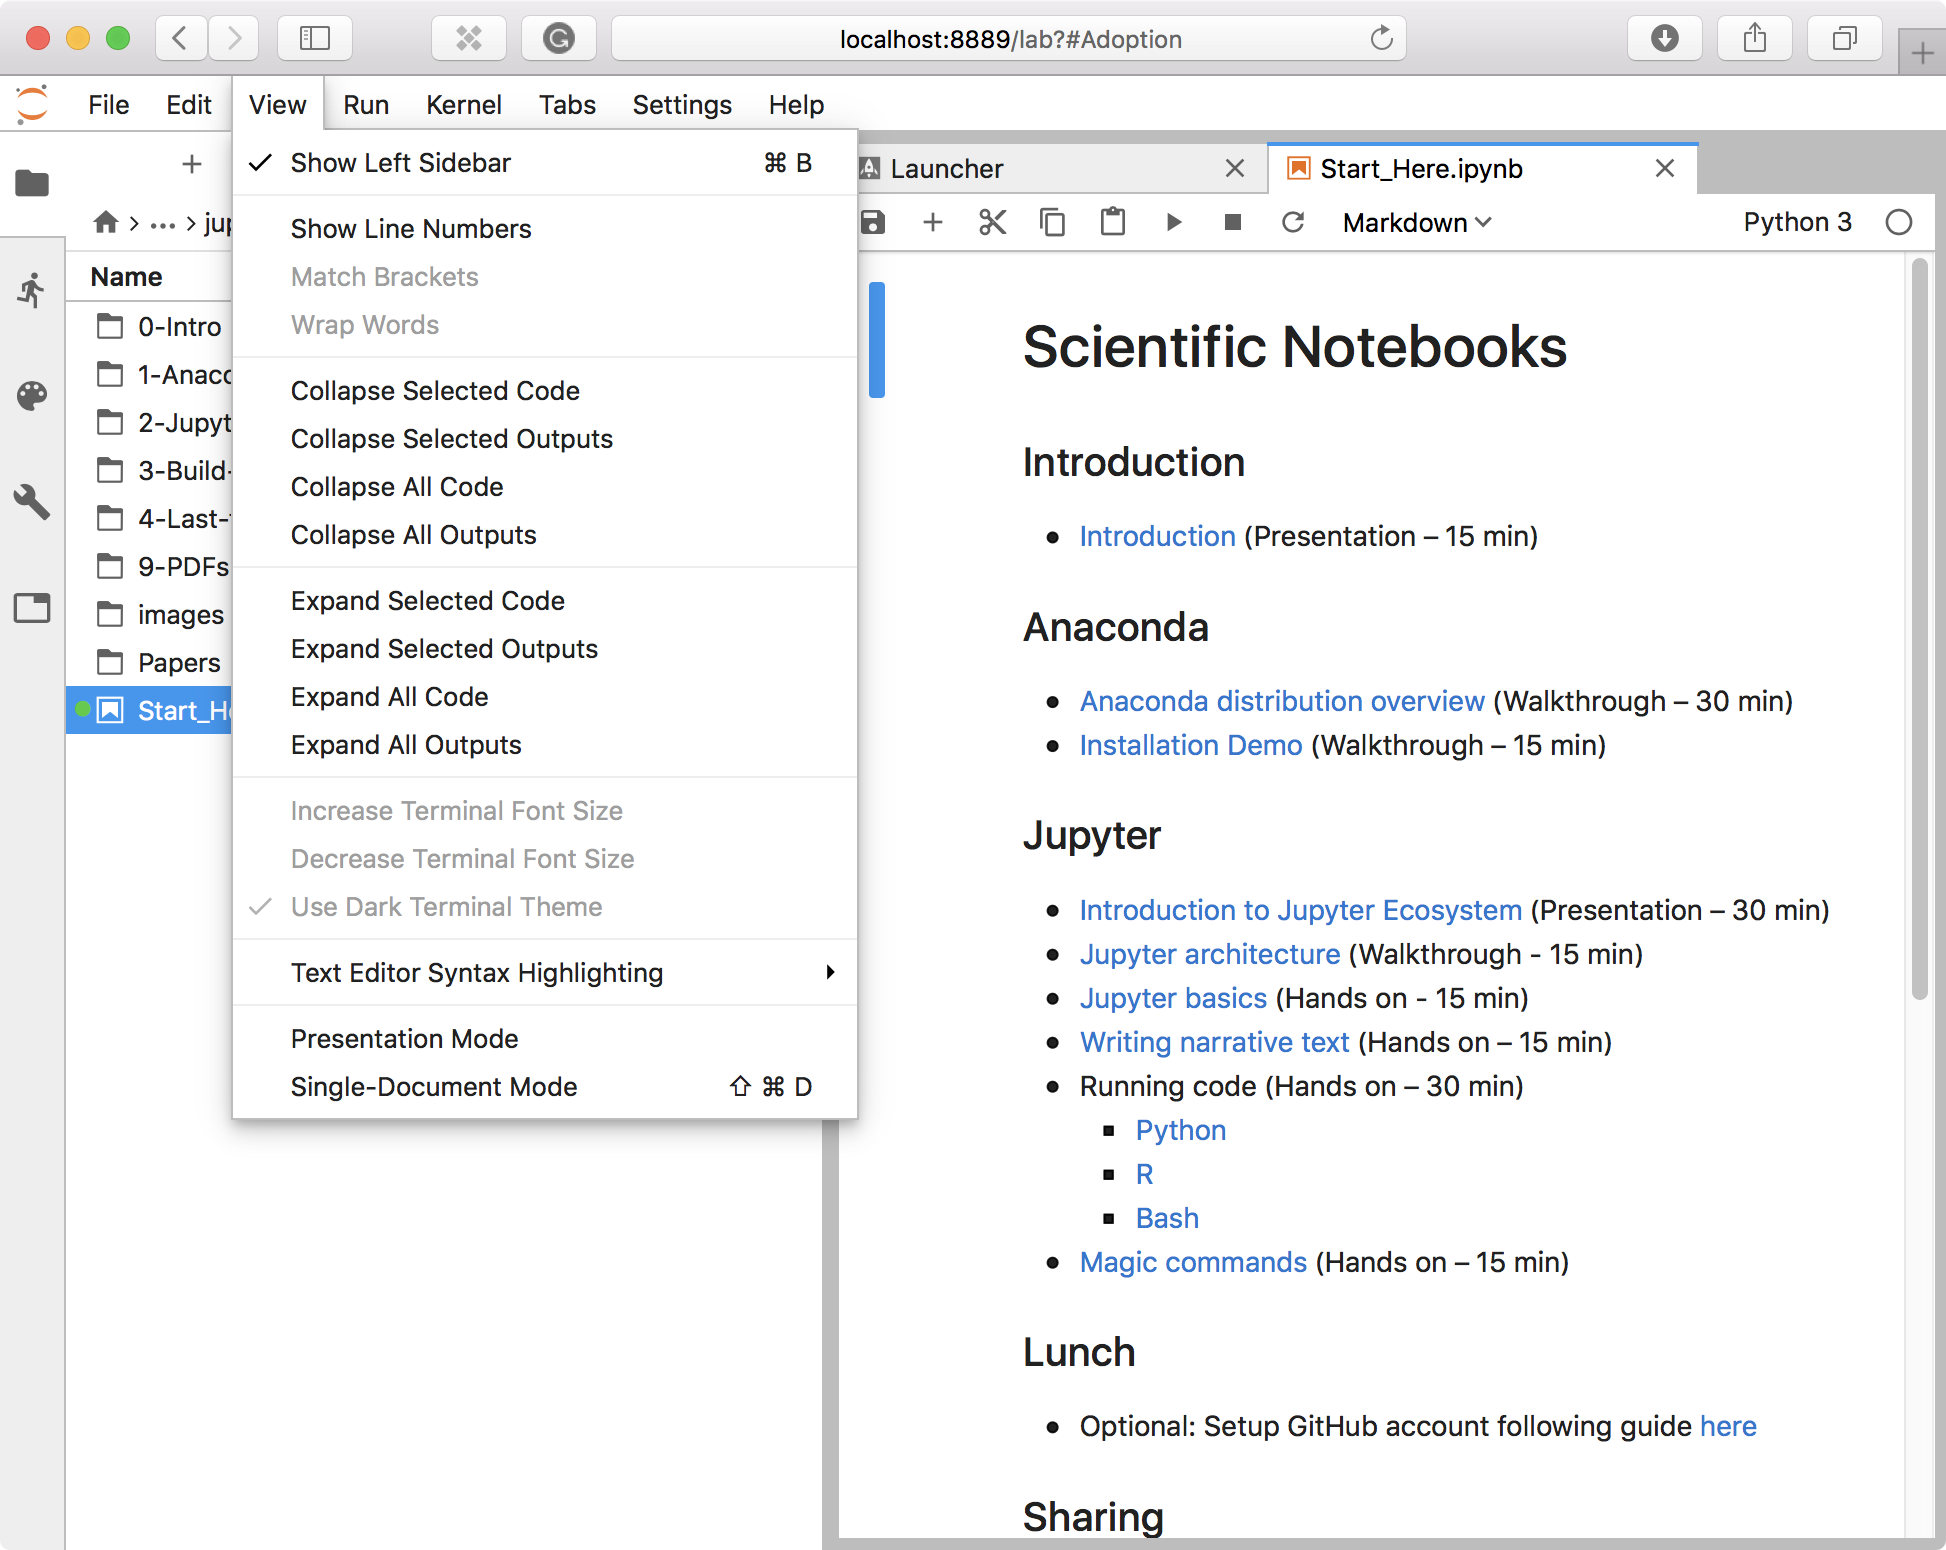 localhost:8889/lab?#Adoption
File Edit View Run Kernel Tabs Settings Help
Show Left Sidebar ⌘ B
Show Line Numbers
Match Brackets
Wrap Words
Collapse Selected Code
Collapse Selected Outputs
Collapse All Code
Collapse All Outputs
Expand Selected Code
Expand Selected Outputs
Expand All Code
Expand All Outputs
Increase Terminal Font Size
Decrease Terminal Font Size
Use Dark Terminal Theme
Text Editor Syntax Highlighting
Presentation Mode
Single-Document Mode ⇧ ⌘ D
... › jup
Name
0-Intro
1-Anaco
2-Jupyt
3-Build-
4-Last-
9-PDFs
images
Papers
Start_He
Launcher
Start_Here.ipynb
Markdown
Python 3
Scientific Notebooks
Introduction
Introduction (Presentation – 15 min)
Anaconda
Anaconda distribution overview (Walkthrough – 30 min)
Installation Demo (Walkthrough – 15 min)
Jupyter
Introduction to Jupyter Ecosystem (Presentation – 30 min)
Jupyter architecture (Walkthrough - 15 min)
Jupyter basics (Hands on - 15 min)
Writing narrative text (Hands on – 15 min)
Running code (Hands on – 30 min)
Python
R
Bash
Magic commands (Hands on – 15 min)
Lunch
Optional: Setup GitHub account following guide here
Sharing